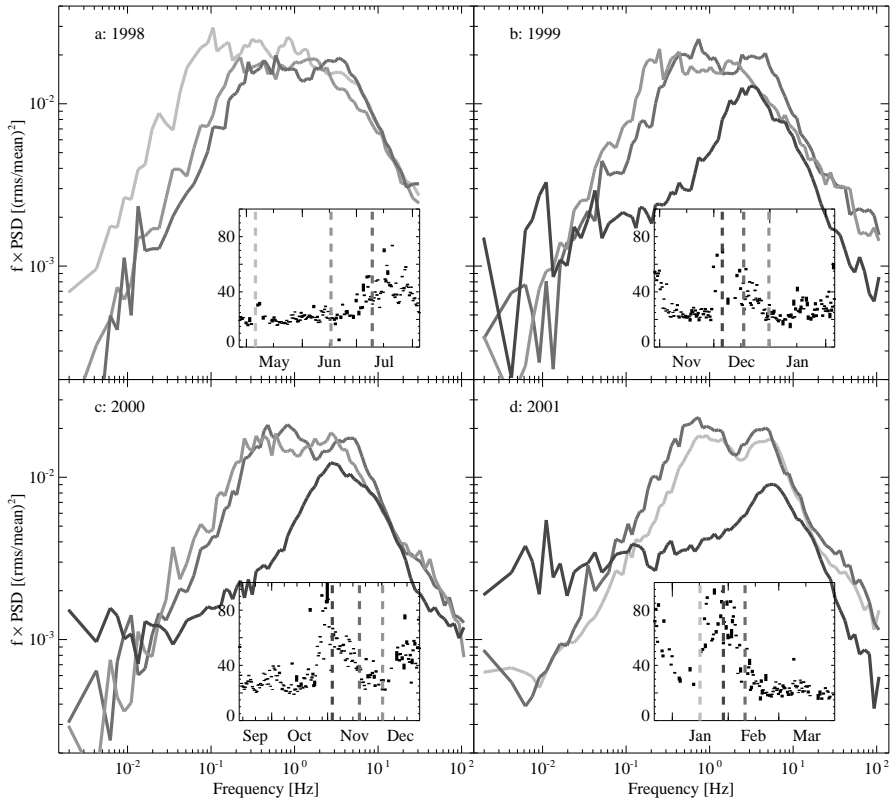 a: 1998
b: 1999
f × PSD [(rms/mean)²]
10⁻²
10⁻³
80
40
0
May Jun Jul
80
40
0
Nov Dec Jan
c: 2000
d: 2001
f × PSD [(rms/mean)²]
10⁻²
10⁻³
80
40
0
Sep Oct Nov Dec
80
40
0
Jan Feb Mar
10⁻² 10⁻¹ 10⁰ 10¹ 10²
10⁻² 10⁻¹ 10⁰ 10¹ 10²
Frequency [Hz]
Frequency [Hz]